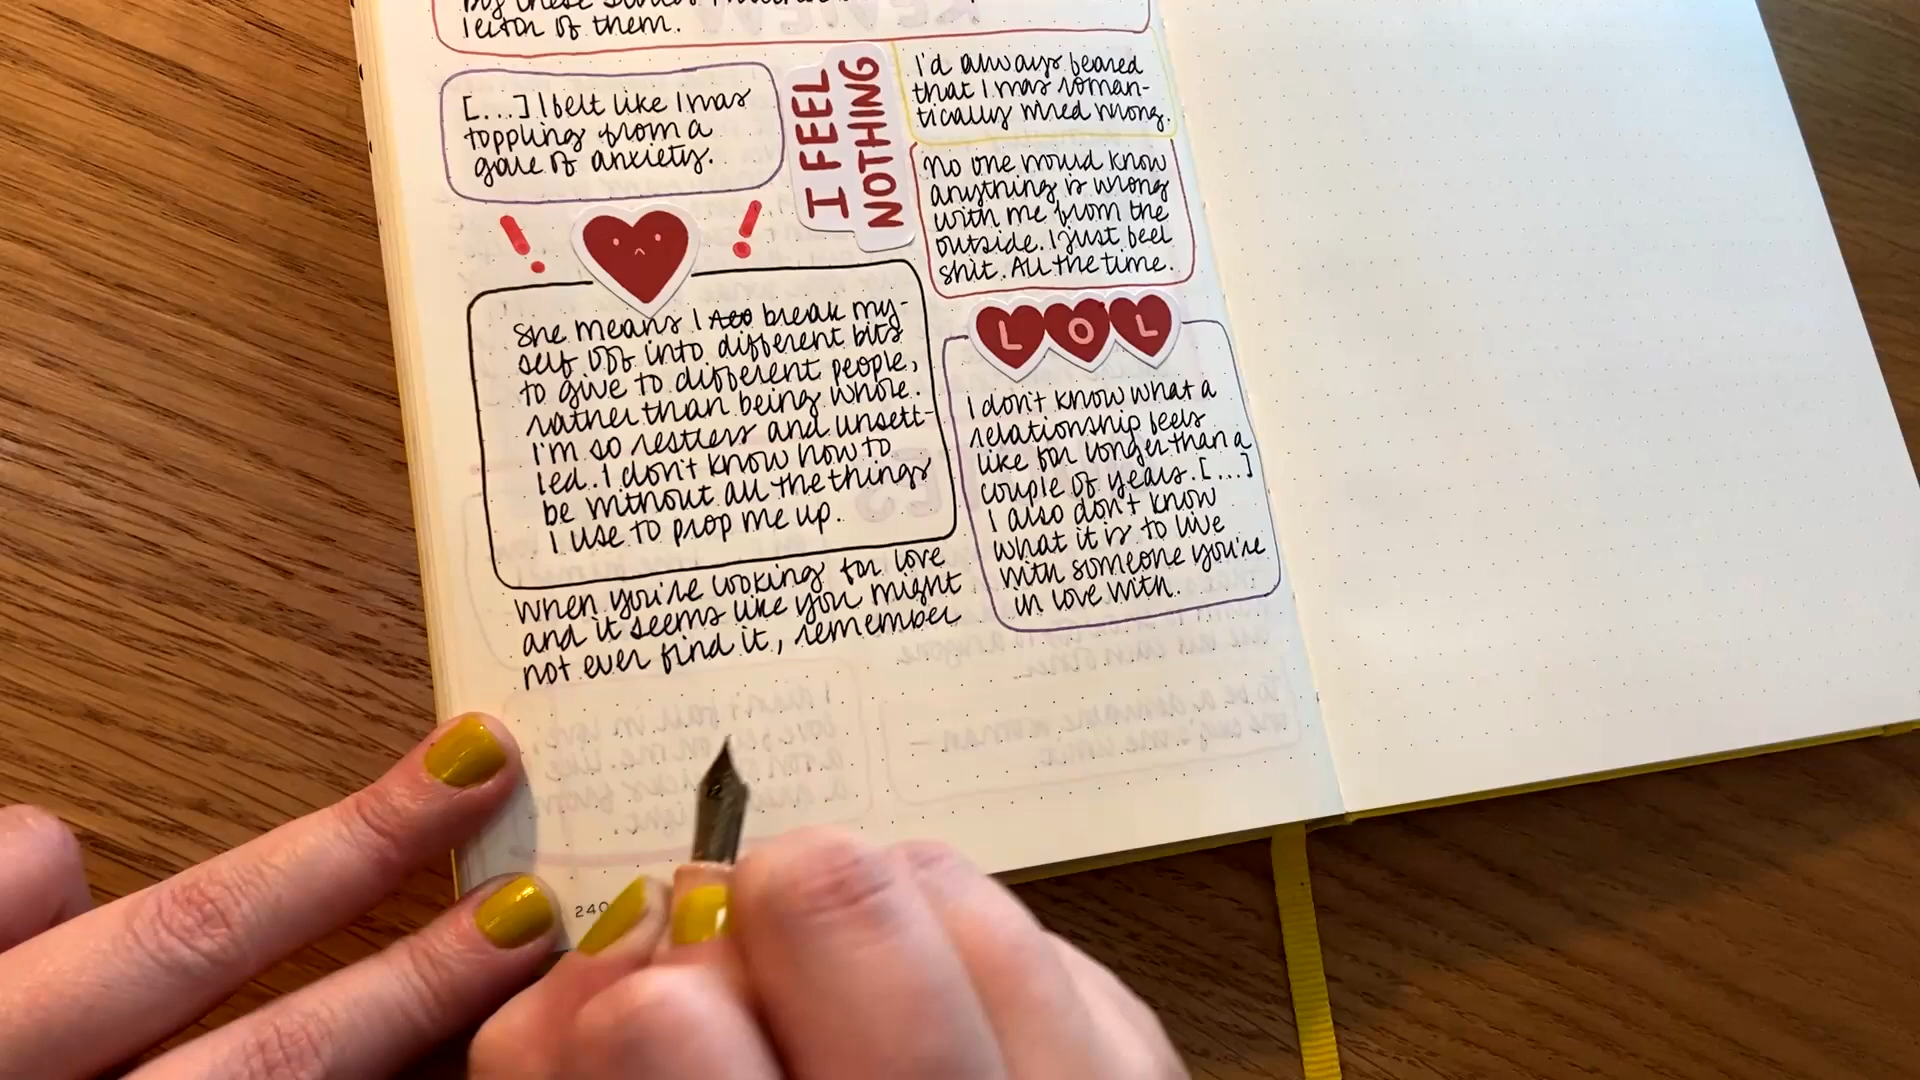 lection of them.
[...] I felt like I was
toppling from a
gale of anxiety.
I FEEL
NOTHING
I'd always feared
that I was roman-
tically wired wrong.
No one would know
anything is wrong
with me from the
outside. I just feel
shit. All the time.
She means I break my-
self off into different bits
to give to different people,
rather than being whole.
I'm so restless and unsett-
led. I don't know how to
be without all the things
I use to prop me up.
LOL
I don't know what a
relationship feels
like for longer than a
couple of years. [...]
I also don't know
what it is to live
with someone you're
in love with.
When you're looking for love
and it seems like you might
not ever find it, remember
240